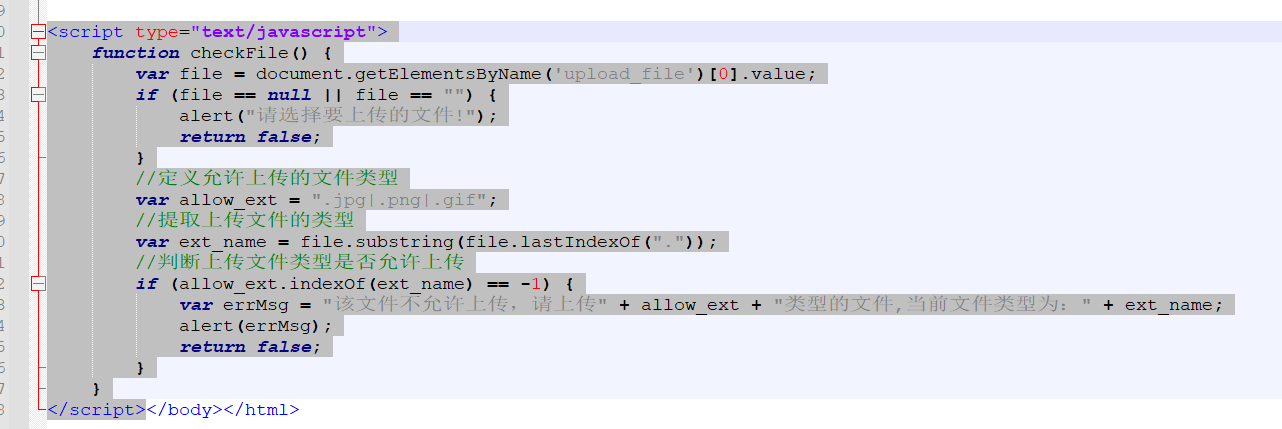 <script type="text/javascript">
    function checkFile() {
        var file = document.getElementsByName('upload_file')[0].value;
        if (file == null || file == "") {
            alert("请选择要上传的文件!");
            return false;
        }
        //定义允许上传的文件类型
        var allow_ext = ".jpg|.png|.gif";
        //提取上传文件的类型
        var ext_name = file.substring(file.lastIndexOf("."));
        //判断上传文件类型是否允许上传
        if (allow_ext.indexOf(ext_name) == -1) {
            var errMsg = "该文件不允许上传，请上传" + allow_ext + "类型的文件,当前文件类型为：" + ext_name;
            alert(errMsg);
            return false;
        }
    }
</script></body></html>